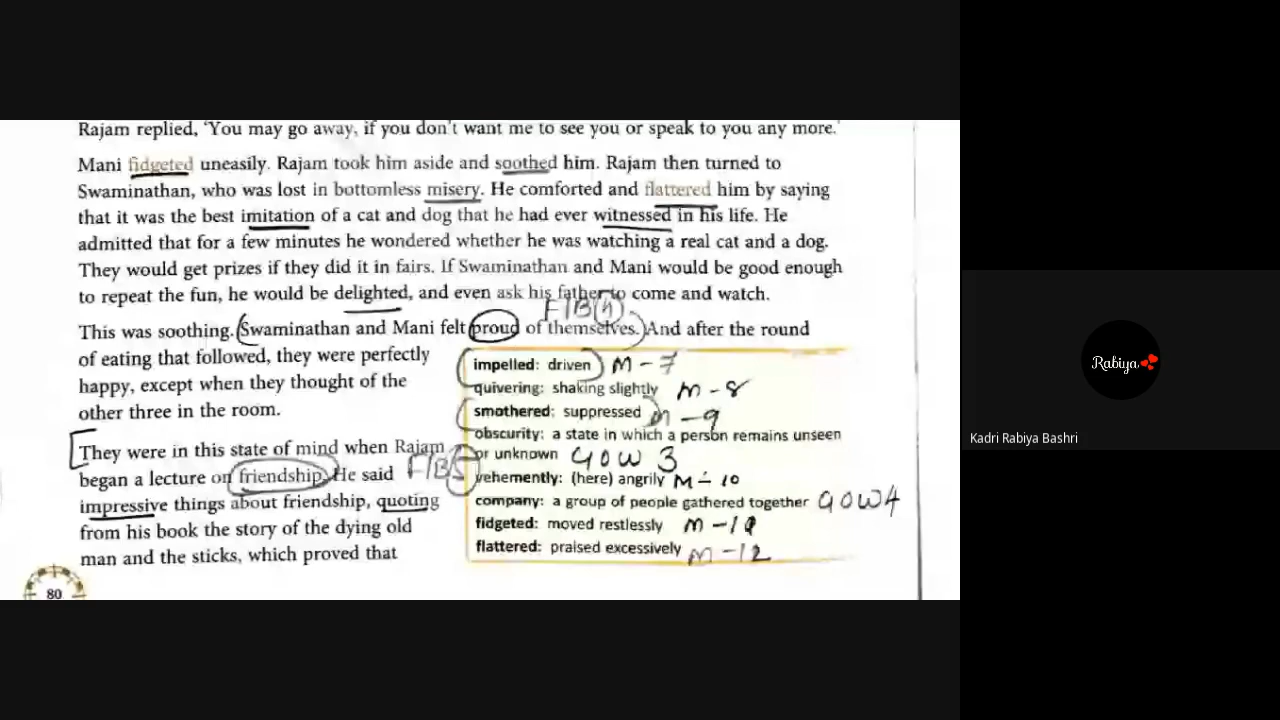 Rajam replied, 'You may go away, if you don't want me to see you or speak to you any more.'
Mani fidgeted uneasily. Rajam took him aside and soothed him. Rajam then turned to
Swaminathan, who was lost in bottomless misery. He comforted and flattered him by saying
that it was the best imitation of a cat and dog that he had ever witnessed in his life. He
admitted that for a few minutes he wondered whether he was watching a real cat and a dog.
They would get prizes if they did it in fairs. If Swaminathan and Mani would be good enough
to repeat the fun, he would be delighted, and even ask his father to come and watch.
FIB (4)
This was soothing. (Swaminathan and Mani felt proud of themselves.) And after the round
of eating that followed, they were perfectly
happy, except when they thought of the
other three in the room.
[They were in this state of mind when Rajam
began a lecture on friendship. He said
FIB 5
impressive things about friendship, quoting
from his book the story of the dying old
man and the sticks, which proved that
80
impelled: driven M-7
quivering: shaking slightly M-8
smothered: suppressed M-9
obscurity: a state in which a person remains unseen
or unknown GOW 3
vehemently: (here) angrily M-10
company: a group of people gathered together GOW4
fidgeted: moved restlessly
flattered: praised excessively M-12
Rabiya💕
Kadri Rabiya Bashri